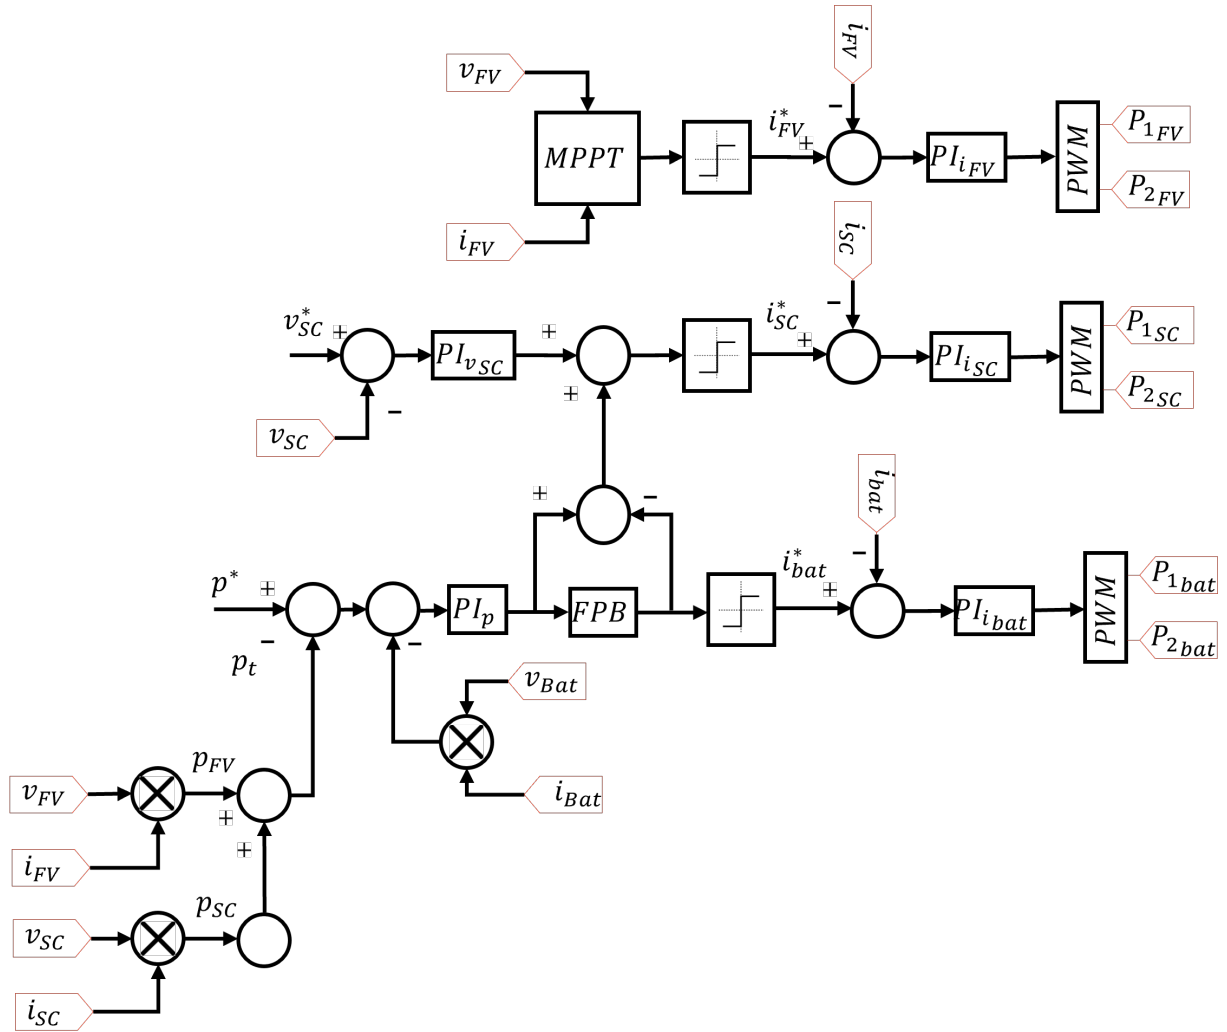 i_FV
v_FV
MPPT
i*_FV
+
−
PI_i_FV
PWM
P_1_FV
P_2_FV
i_FV
i_SC
v*_SC
+
−
v_SC
PI_v_SC
+
+
i*_SC
+
−
PI_i_SC
PWM
P_1_SC
P_2_SC
+
−
i_bat
p*
+
−
p_t
−
PI_p
FPB
i*_bat
+
−
PI_i_bat
PWM
P_1_bat
P_2_bat
v_Bat
i_Bat
v_FV
p_FV
+
+
i_FV
v_SC
p_SC
i_SC